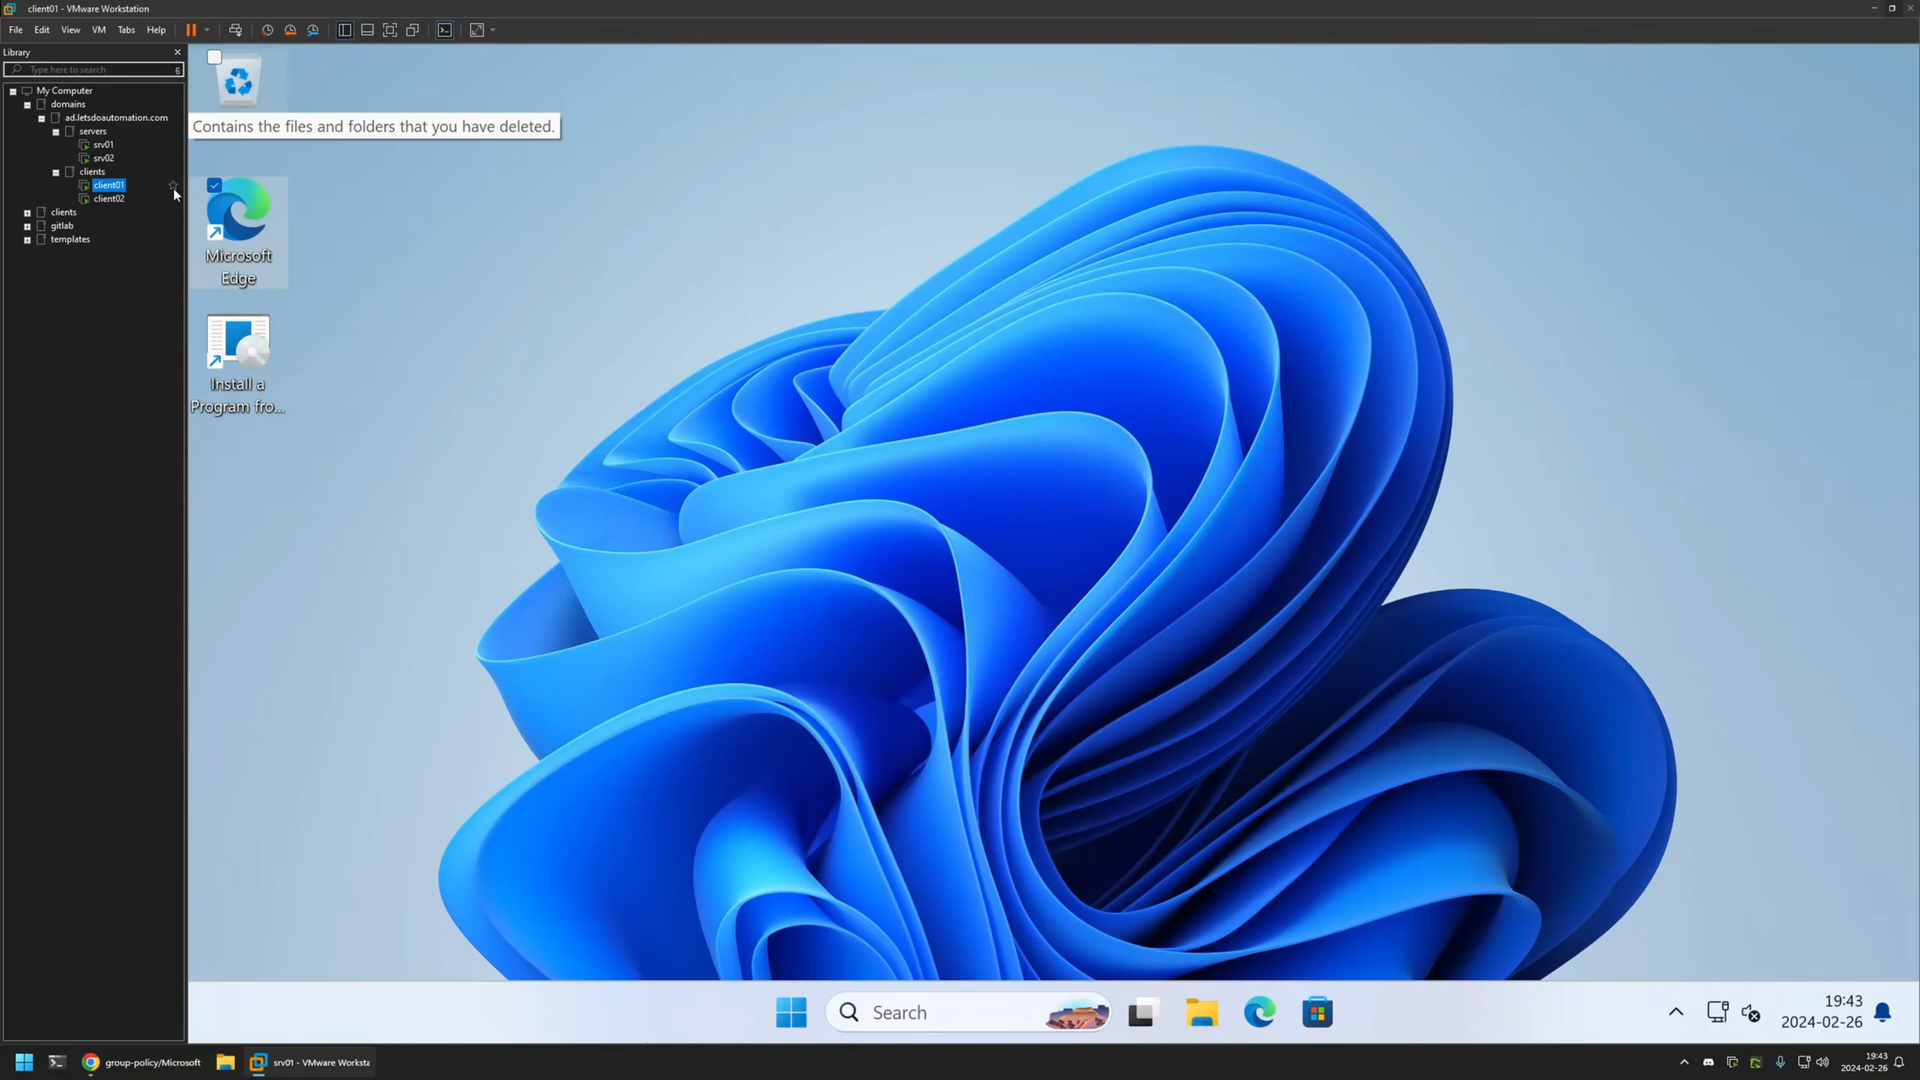 client01 - VMware Workstation
File Edit View VM Tabs Help
Library
Type here to search
6
My Computer
domains
ad.letsdoautomation.com
servers
srv01
srv02
clients
client01
client02
clients
gitlab
templates
Contains the files and folders that you have deleted.
Microsoft
Edge
Install a
Program fro...
Search
19:43
2024-02-26
group-policy/Microsoft
srv01 - VMware Worksta
19:43
2024-02-26